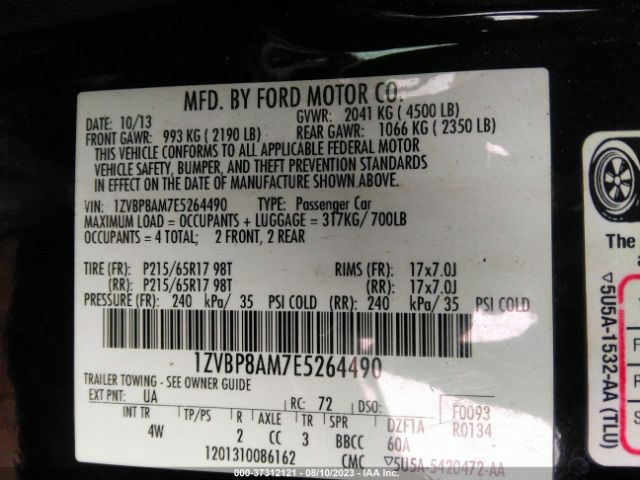 MFD. BY FORD MOTOR CO.
DATE: 10/13 GVWR: 2041 KG ( 4500 LB)
FRONT GAWR: 993 KG ( 2190 LB) REAR GAWR: 1066 KG ( 2350 LB)
THIS VEHICLE CONFORMS TO ALL APPLICABLE FEDERAL MOTOR
VEHICLE SAFETY, BUMPER, AND THEFT PREVENTION STANDARDS
IN EFFECT ON THE DATE OF MANUFACTURE SHOWN ABOVE.
VIN: 1ZVBP8AM7E5264490 TYPE: Passenger Car
MAXIMUM LOAD = OCCUPANTS + LUGGAGE = 317KG/ 700LB
OCCUPANTS = 4 TOTAL; 2 FRONT, 2 REAR
TIRE (FR): P215/65R17 98T RIMS (FR): 17x7.0J
(RR): P215/65R17 98T (RR): 17x7.0J
PRESSURE (FR): 240 kPa/ 35 PSI COLD (RR): 240 kPa/ 35 PSI COLD
1ZVBP8AM7E5264490
TRAILER TOWING - SEE OWNER GUIDE
EXT PNT: UA RC: 72 DSO: F0093
INT TR TP/PS R AXLE TR SPR DZF1A R0134
4W 2 CC 3 BBCC 60A
1201310086162 CMC ▽5U5A-5420472-AA
The
▽5U5A-1532-AA (TLU)
000-37312121 - 08/10/2023 - IAA Inc.